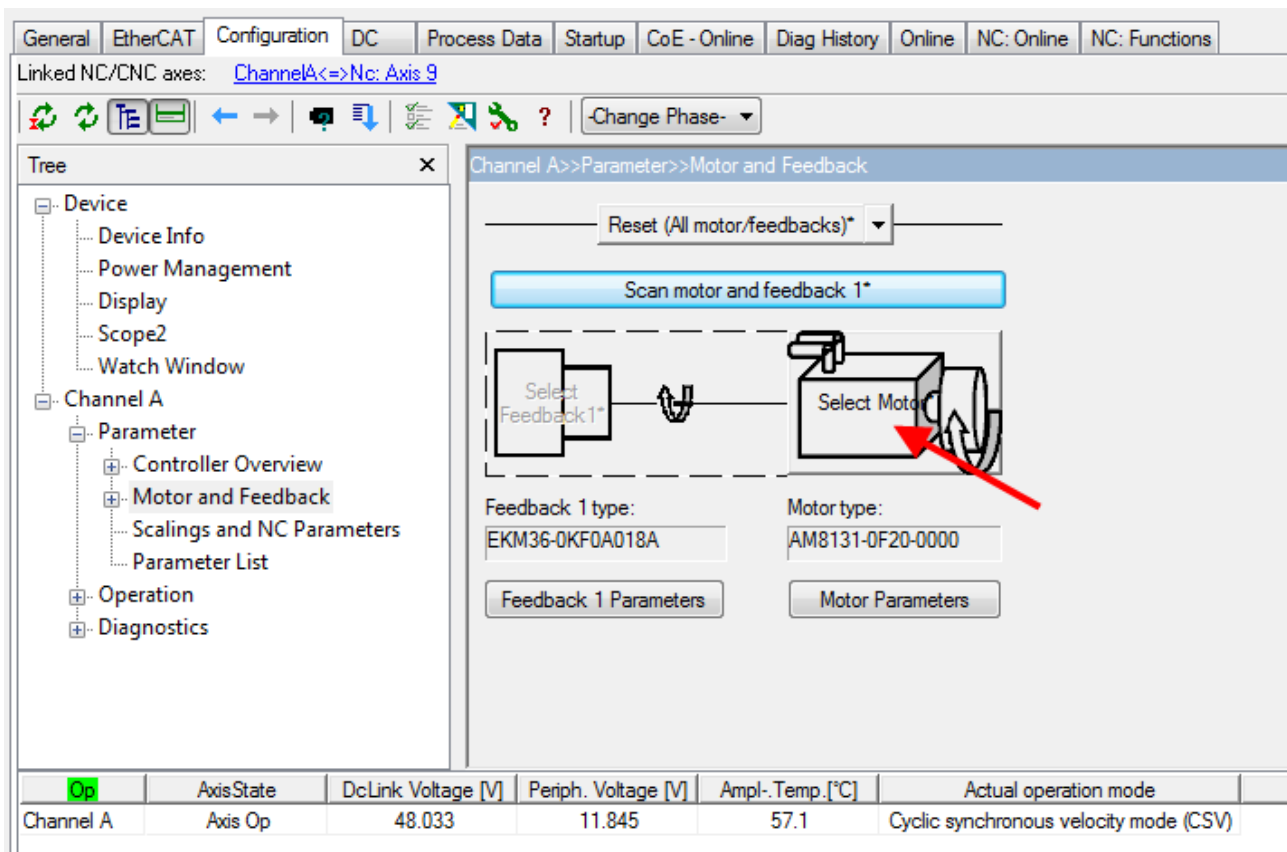 General EtherCAT Configuration DC Process Data Startup CoE - Online Diag History Online NC: Online NC: Functions
Linked NC/CNC axes: ChannelA<=>Nc: Axis 9
? -Change Phase-
Tree
Channel A>>Parameter>>Motor and Feedback
Device
Device Info
Power Management
Display
Scope2
Watch Window
Channel A
Parameter
Controller Overview
Motor and Feedback
Scalings and NC Parameters
Parameter List
Operation
Diagnostics
Reset (All motor/feedbacks)*
Scan motor and feedback 1*
Select
Feedback1*
Select Motor*
Feedback 1 type:
Motor type:
EKM36-0KF0A018A
AM8131-0F20-0000
Feedback 1 Parameters
Motor Parameters
Op AxisState DcLink Voltage [V] Periph. Voltage [V] Ampl-.Temp.[°C] Actual operation mode
Channel A Axis Op 48.033 11.845 57.1 Cyclic synchronous velocity mode (CSV)